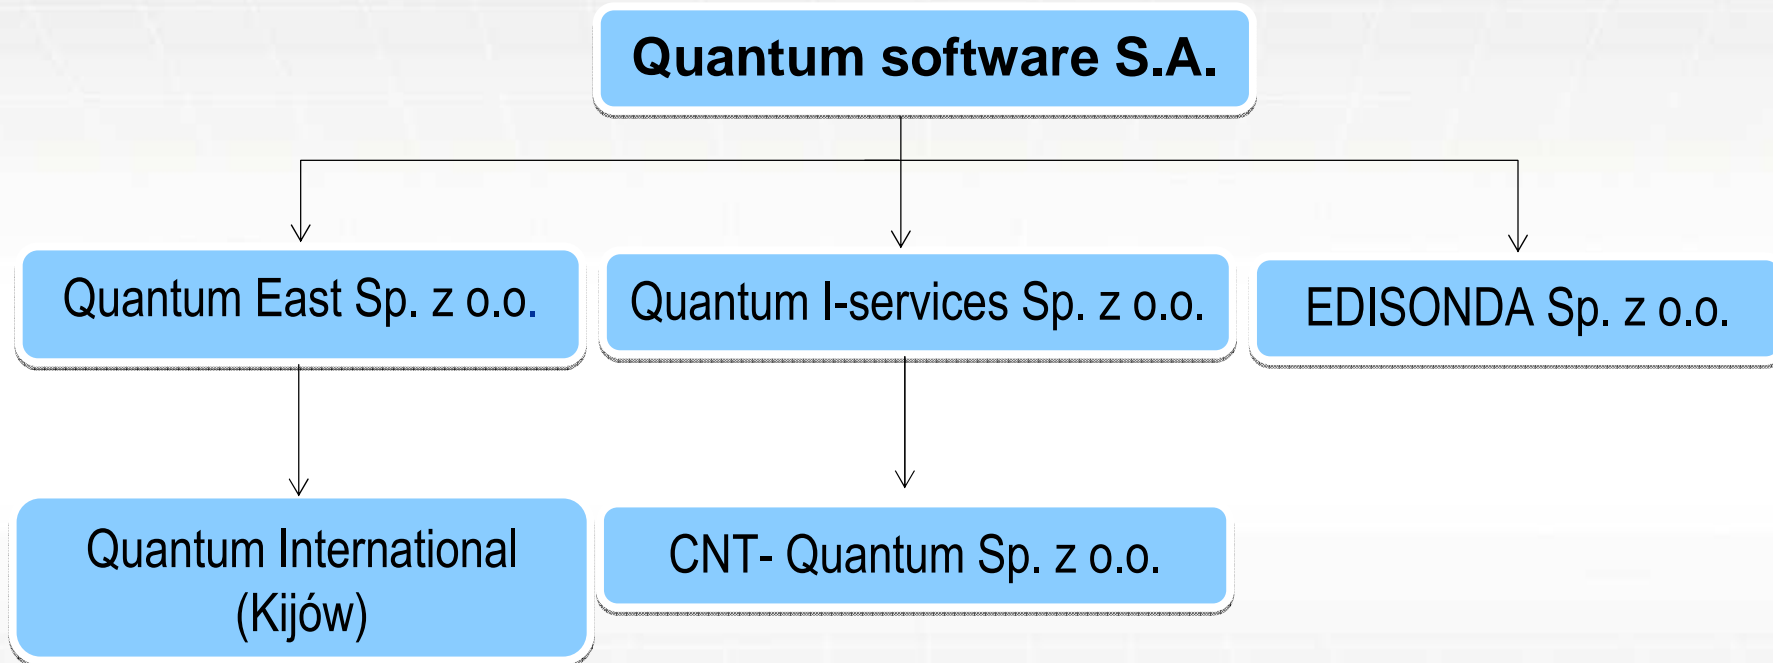 Quantum software S.A.
Quantum East Sp. z o.o.
Quantum I-services Sp. z o.o.
EDISONDA Sp. z o.o.
Quantum International
(Kijów)
CNT- Quantum Sp. z o.o.